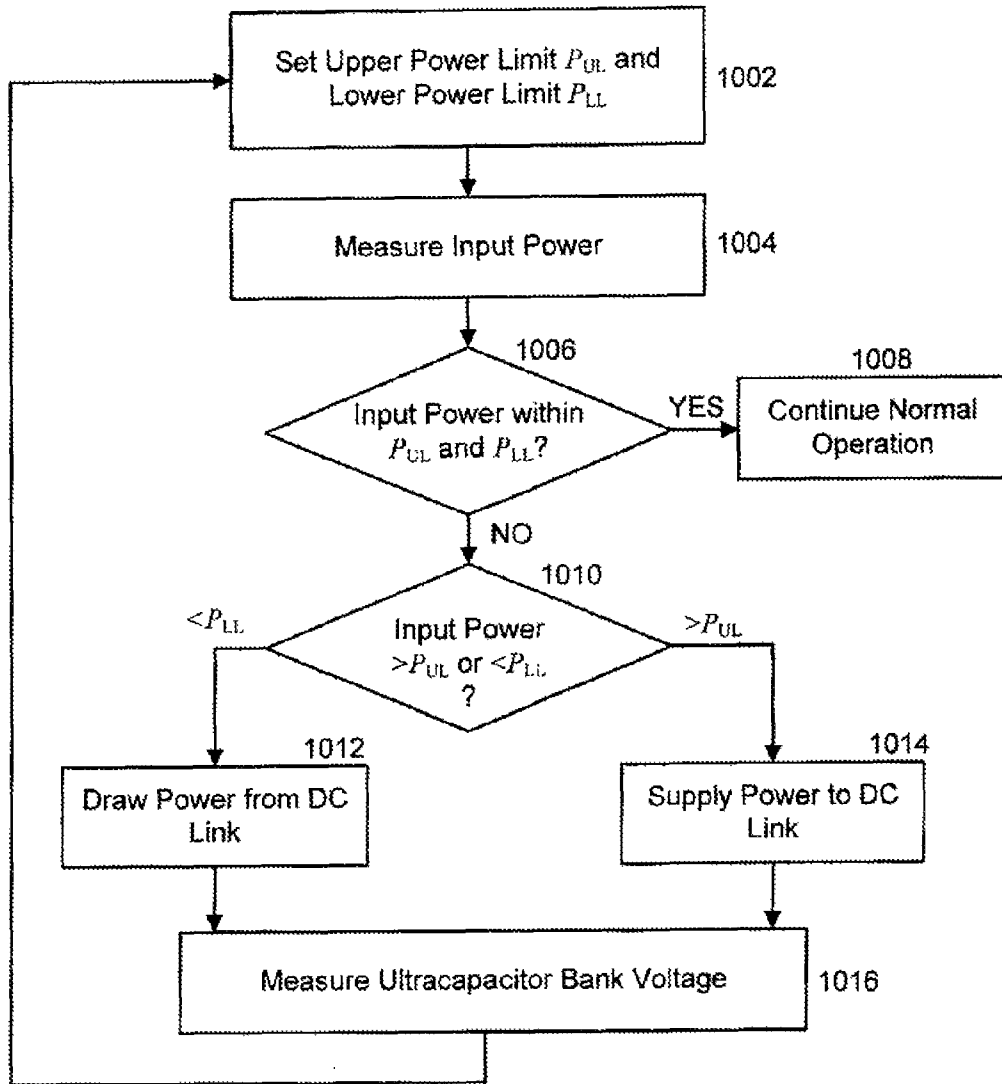 Set Upper Power Limit P_UL and
Lower Power Limit P_LL
1002
Measure Input Power
1004
1006
Input Power within
P_UL and P_LL?
YES
1008
Continue Normal
Operation
NO
1010
<P_LL
Input Power
>P_UL or <P_LL
?
>P_UL
1012
Draw Power from DC
Link
1014
Supply Power to DC
Link
Measure Ultracapacitor Bank Voltage
1016